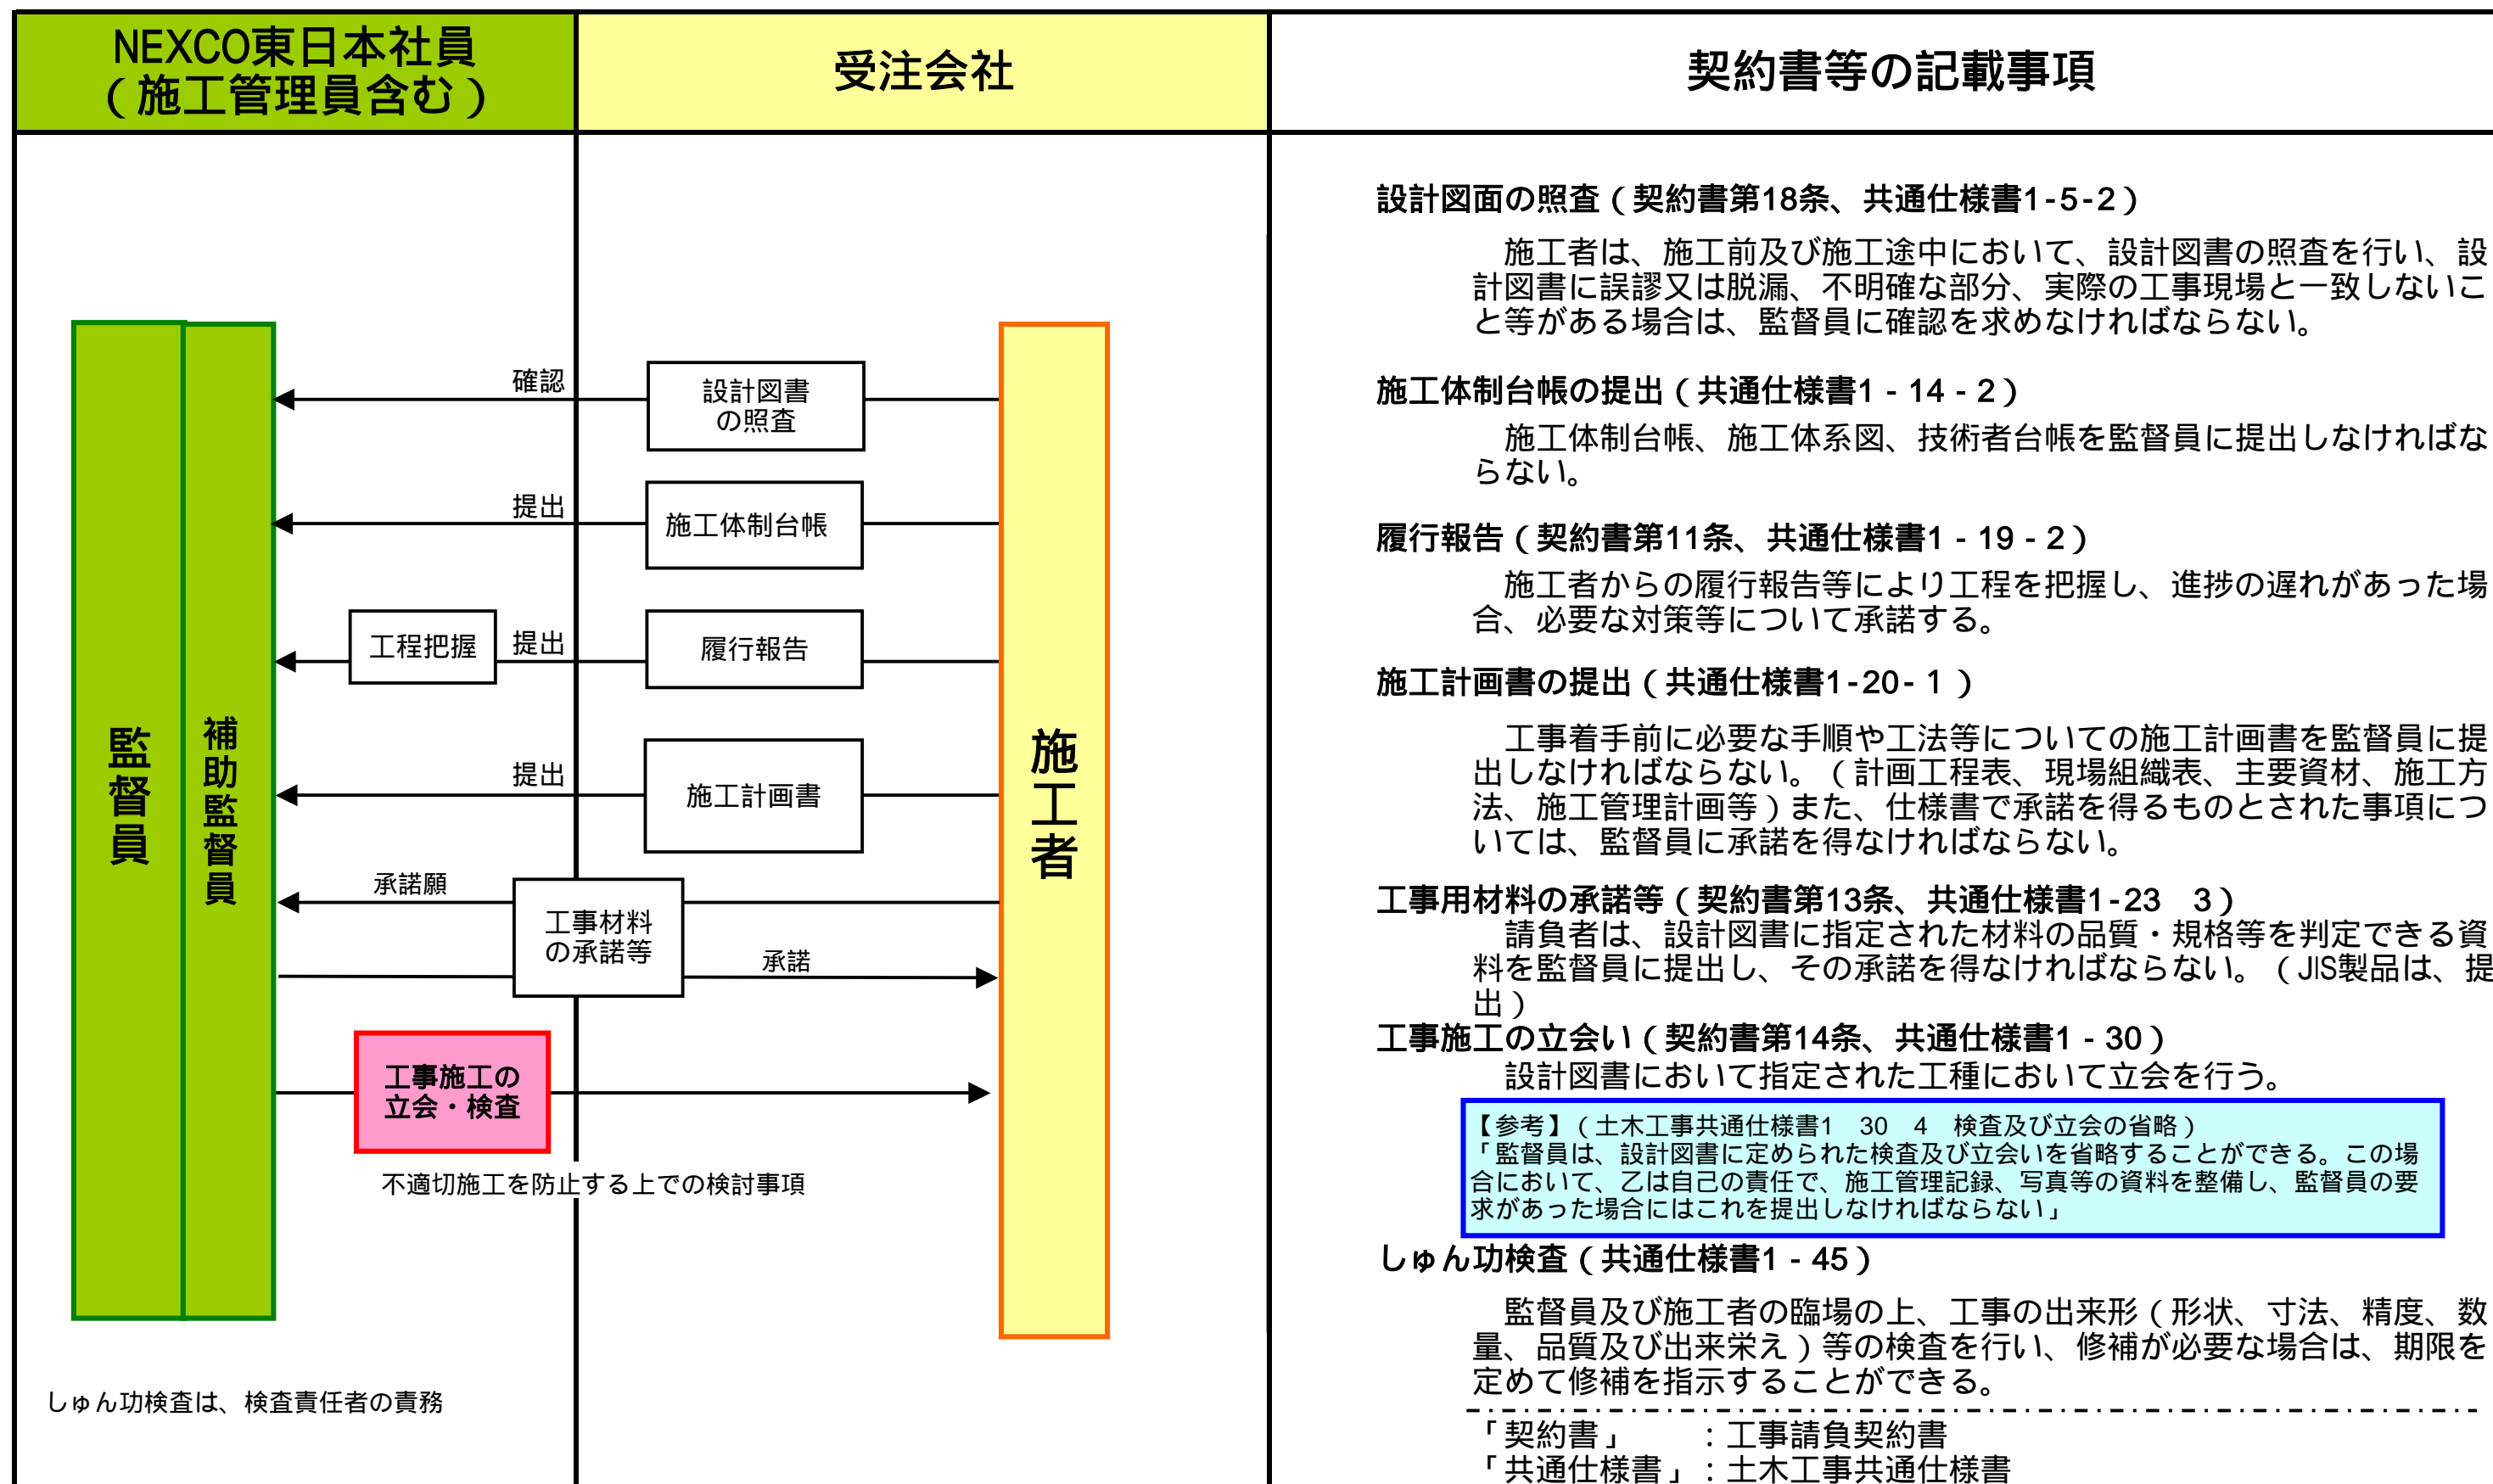 NEXCO東日本社員
（施工管理員含む）
受注会社
契約書等の記載事項
監督員
補助監督員
施工者
確認
設計図書
の照査
提出
施工体制台帳
工程把握
提出
履行報告
提出
施工計画書
承諾願
工事材料
の承諾等
承諾
工事施工の
立会・検査
不適切施工を防止する上での検討事項
しゅん功検査は、検査責任者の責務
設計図面の照査（契約書第18条、共通仕様書1-5-2）
施工者は、施工前及び施工途中において、設計図書の照査を行い、設
計図書に誤謬又は脱漏、不明確な部分、実際の工事現場と一致しないこ
と等がある場合は、監督員に確認を求めなければならない。
施工体制台帳の提出（共通仕様書1 - 14 - 2）
施工体制台帳、施工体系図、技術者台帳を監督員に提出しなければな
らない。
履行報告（契約書第11条、共通仕様書1 - 19 - 2）
施工者からの履行報告等により工程を把握し、進捗の遅れがあった場
合、必要な対策等について承諾する。
施工計画書の提出（共通仕様書1-20- 1 ）
工事着手前に必要な手順や工法等についての施工計画書を監督員に提
出しなければならない。（計画工程表、現場組織表、主要資材、施工方
法、施工管理計画等）また、仕様書で承諾を得るものとされた事項につ
いては、監督員に承諾を得なければならない。
工事用材料の承諾等（契約書第13条、共通仕様書1-23　3）
請負者は、設計図書に指定された材料の品質・規格等を判定できる資
料を監督員に提出し、その承諾を得なければならない。（JIS製品は、提
出）
工事施工の立会い（契約書第14条、共通仕様書1 - 30）
設計図書において指定された工種において立会を行う。
【参考】（土木工事共通仕様書1　30　4　検査及び立会の省略）
「監督員は、設計図書に定められた検査及び立会いを省略することができる。この場
合において、乙は自己の責任で、施工管理記録、写真等の資料を整備し、監督員の要
求があった場合にはこれを提出しなければならない」
しゅん功検査（共通仕様書1 - 45）
監督員及び施工者の臨場の上、工事の出来形（形状、寸法、精度、数
量、品質及び出来栄え）等の検査を行い、修補が必要な場合は、期限を
定めて修補を指示することができる。
「契約書」　　：工事請負契約書
「共通仕様書」：土木工事共通仕様書